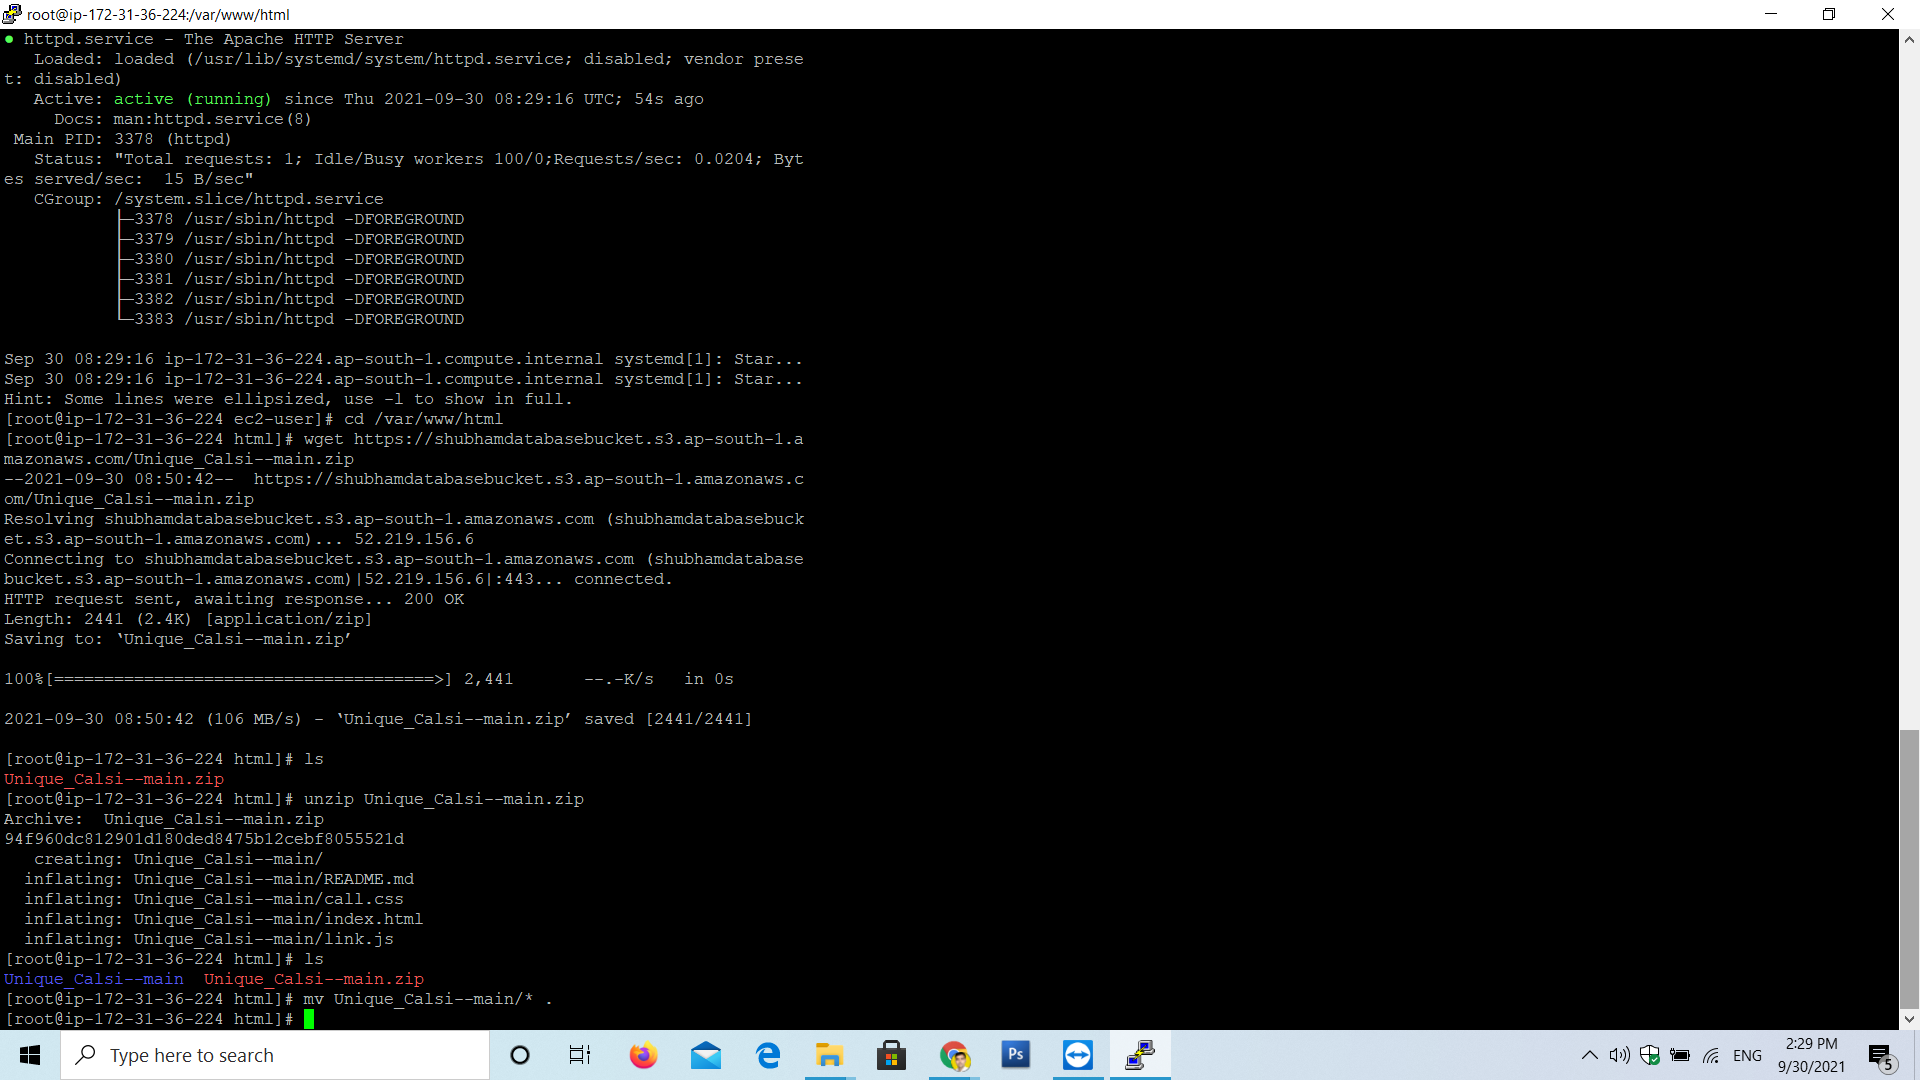 root@ip-172-31-36-224:/var/www/html
● httpd.service - The Apache HTTP Server
   Loaded: loaded (/usr/lib/systemd/system/httpd.service; disabled; vendor prese
t: disabled)
   Active: active (running) since Thu 2021-09-30 08:29:16 UTC; 54s ago
     Docs: man:httpd.service(8)
 Main PID: 3378 (httpd)
   Status: "Total requests: 1; Idle/Busy workers 100/0;Requests/sec: 0.0204; Byt
es served/sec:  15 B/sec"
   CGroup: /system.slice/httpd.service
           ├─3378 /usr/sbin/httpd -DFOREGROUND
           ├─3379 /usr/sbin/httpd -DFOREGROUND
           ├─3380 /usr/sbin/httpd -DFOREGROUND
           ├─3381 /usr/sbin/httpd -DFOREGROUND
           ├─3382 /usr/sbin/httpd -DFOREGROUND
           └─3383 /usr/sbin/httpd -DFOREGROUND
Sep 30 08:29:16 ip-172-31-36-224.ap-south-1.compute.internal systemd[1]: Star...
Sep 30 08:29:16 ip-172-31-36-224.ap-south-1.compute.internal systemd[1]: Star...
Hint: Some lines were ellipsized, use -l to show in full.
[root@ip-172-31-36-224 ec2-user]# cd /var/www/html
[root@ip-172-31-36-224 html]# wget https://shubhamdatabasebucket.s3.ap-south-1.a
mazonaws.com/Unique_Calsi--main.zip
--2021-09-30 08:50:42--  https://shubhamdatabasebucket.s3.ap-south-1.amazonaws.c
om/Unique_Calsi--main.zip
Resolving shubhamdatabasebucket.s3.ap-south-1.amazonaws.com (shubhamdatabasebuck
et.s3.ap-south-1.amazonaws.com)... 52.219.156.6
Connecting to shubhamdatabasebucket.s3.ap-south-1.amazonaws.com (shubhamdatabase
bucket.s3.ap-south-1.amazonaws.com)|52.219.156.6|:443... connected.
HTTP request sent, awaiting response... 200 OK
Length: 2441 (2.4K) [application/zip]
Saving to: ‘Unique_Calsi--main.zip’
100%[======================================>] 2,441       --.-K/s   in 0s
2021-09-30 08:50:42 (106 MB/s) - ‘Unique_Calsi--main.zip’ saved [2441/2441]
[root@ip-172-31-36-224 html]# ls
Unique_Calsi--main.zip
[root@ip-172-31-36-224 html]# unzip Unique_Calsi--main.zip
Archive:  Unique_Calsi--main.zip
94f960dc812901d180ded8475b12cebf8055521d
   creating: Unique_Calsi--main/
  inflating: Unique_Calsi--main/README.md
  inflating: Unique_Calsi--main/call.css
  inflating: Unique_Calsi--main/index.html
  inflating: Unique_Calsi--main/link.js
[root@ip-172-31-36-224 html]# ls
Unique_Calsi--main  Unique_Calsi--main.zip
[root@ip-172-31-36-224 html]# mv Unique_Calsi--main/* .
[root@ip-172-31-36-224 html]#
Type here to search
Ps
ENG
2:29 PM
9/30/2021
5